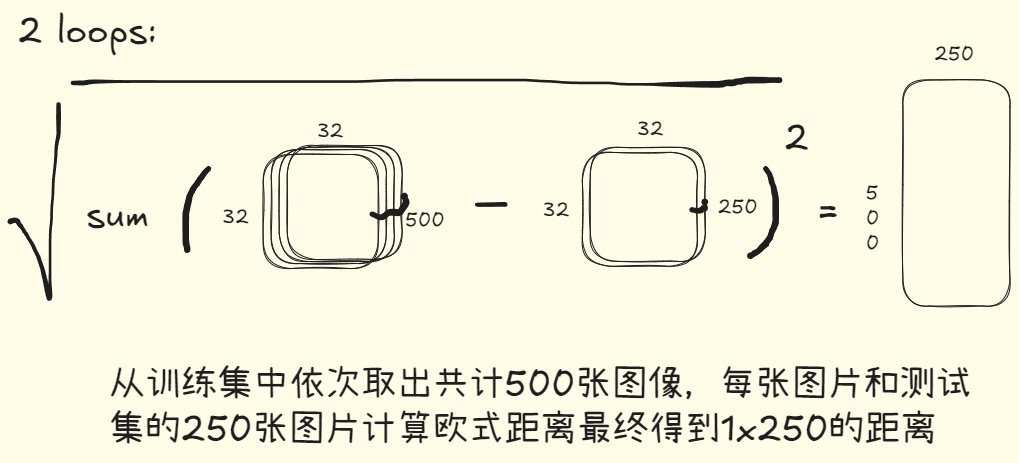 2 loops:
250
32
32
2
sum ( 32 500 - 32 250 ) =
5
0
0
从训练集中依次取出共计500张图像，每张图片和测试
集的250张图片计算欧式距离最终得到1x250的距离